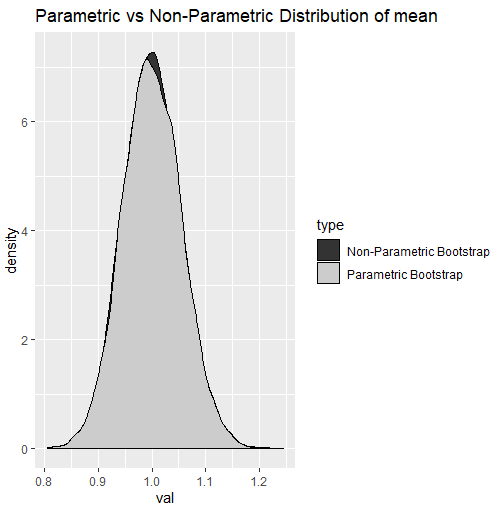 Parametric vs Non-Parametric Distribution of mean
density
6
4
2
0
0.8 0.9 1.0 1.1 1.2
val
type
Non-Parametric Bootstrap
Parametric Bootstrap